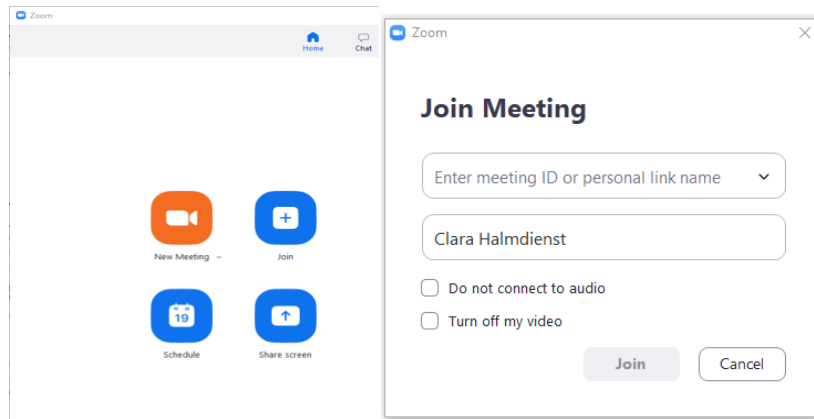 Zoom
Home
Chat
New Meeting
Join
19
Schedule
Share screen
Zoom
Join Meeting
Enter meeting ID or personal link name
Clara Halmdienst
Do not connect to audio
Turn off my video
Join
Cancel